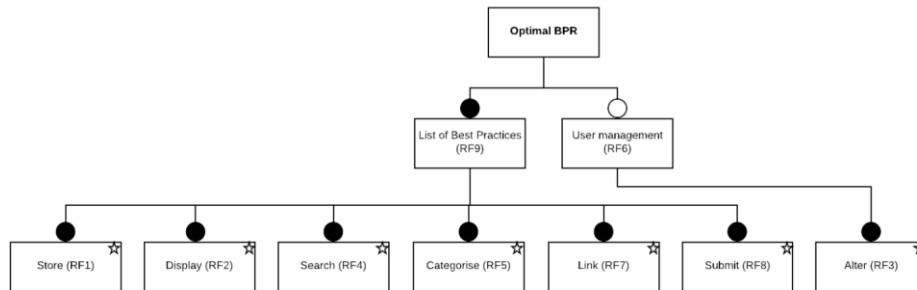 Optimal BPR
List of Best Practices
(RF9)
User management
(RF6)
Store (RF1)
Display (RF2)
Search (RF4)
Categorise (RF5)
Link (RF7)
Submit (RF8)
Alter (RF3)